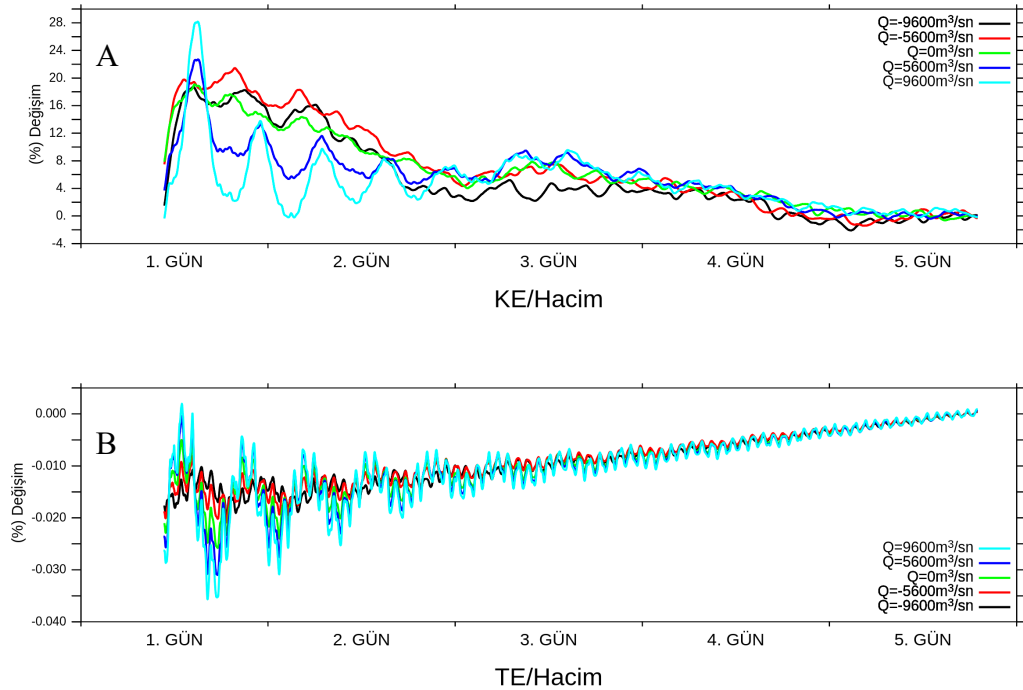 28.
24.
20.
16.
12.
8.
4.
0.
-4.
(%) Değişim
A
Q=-9600m³/sn
Q=-5600m³/sn
Q=0m³/sn
Q=5600m³/sn
Q=9600m³/sn
1. GÜN 2. GÜN 3. GÜN 4. GÜN 5. GÜN
KE/Hacim
0.000
-0.010
-0.020
-0.030
-0.040
(%) Değişim
B
Q=9600m³/sn
Q=5600m³/sn
Q=0m³/sn
Q=-5600m³/sn
Q=-9600m³/sn
1. GÜN 2. GÜN 3. GÜN 4. GÜN 5. GÜN
TE/Hacim